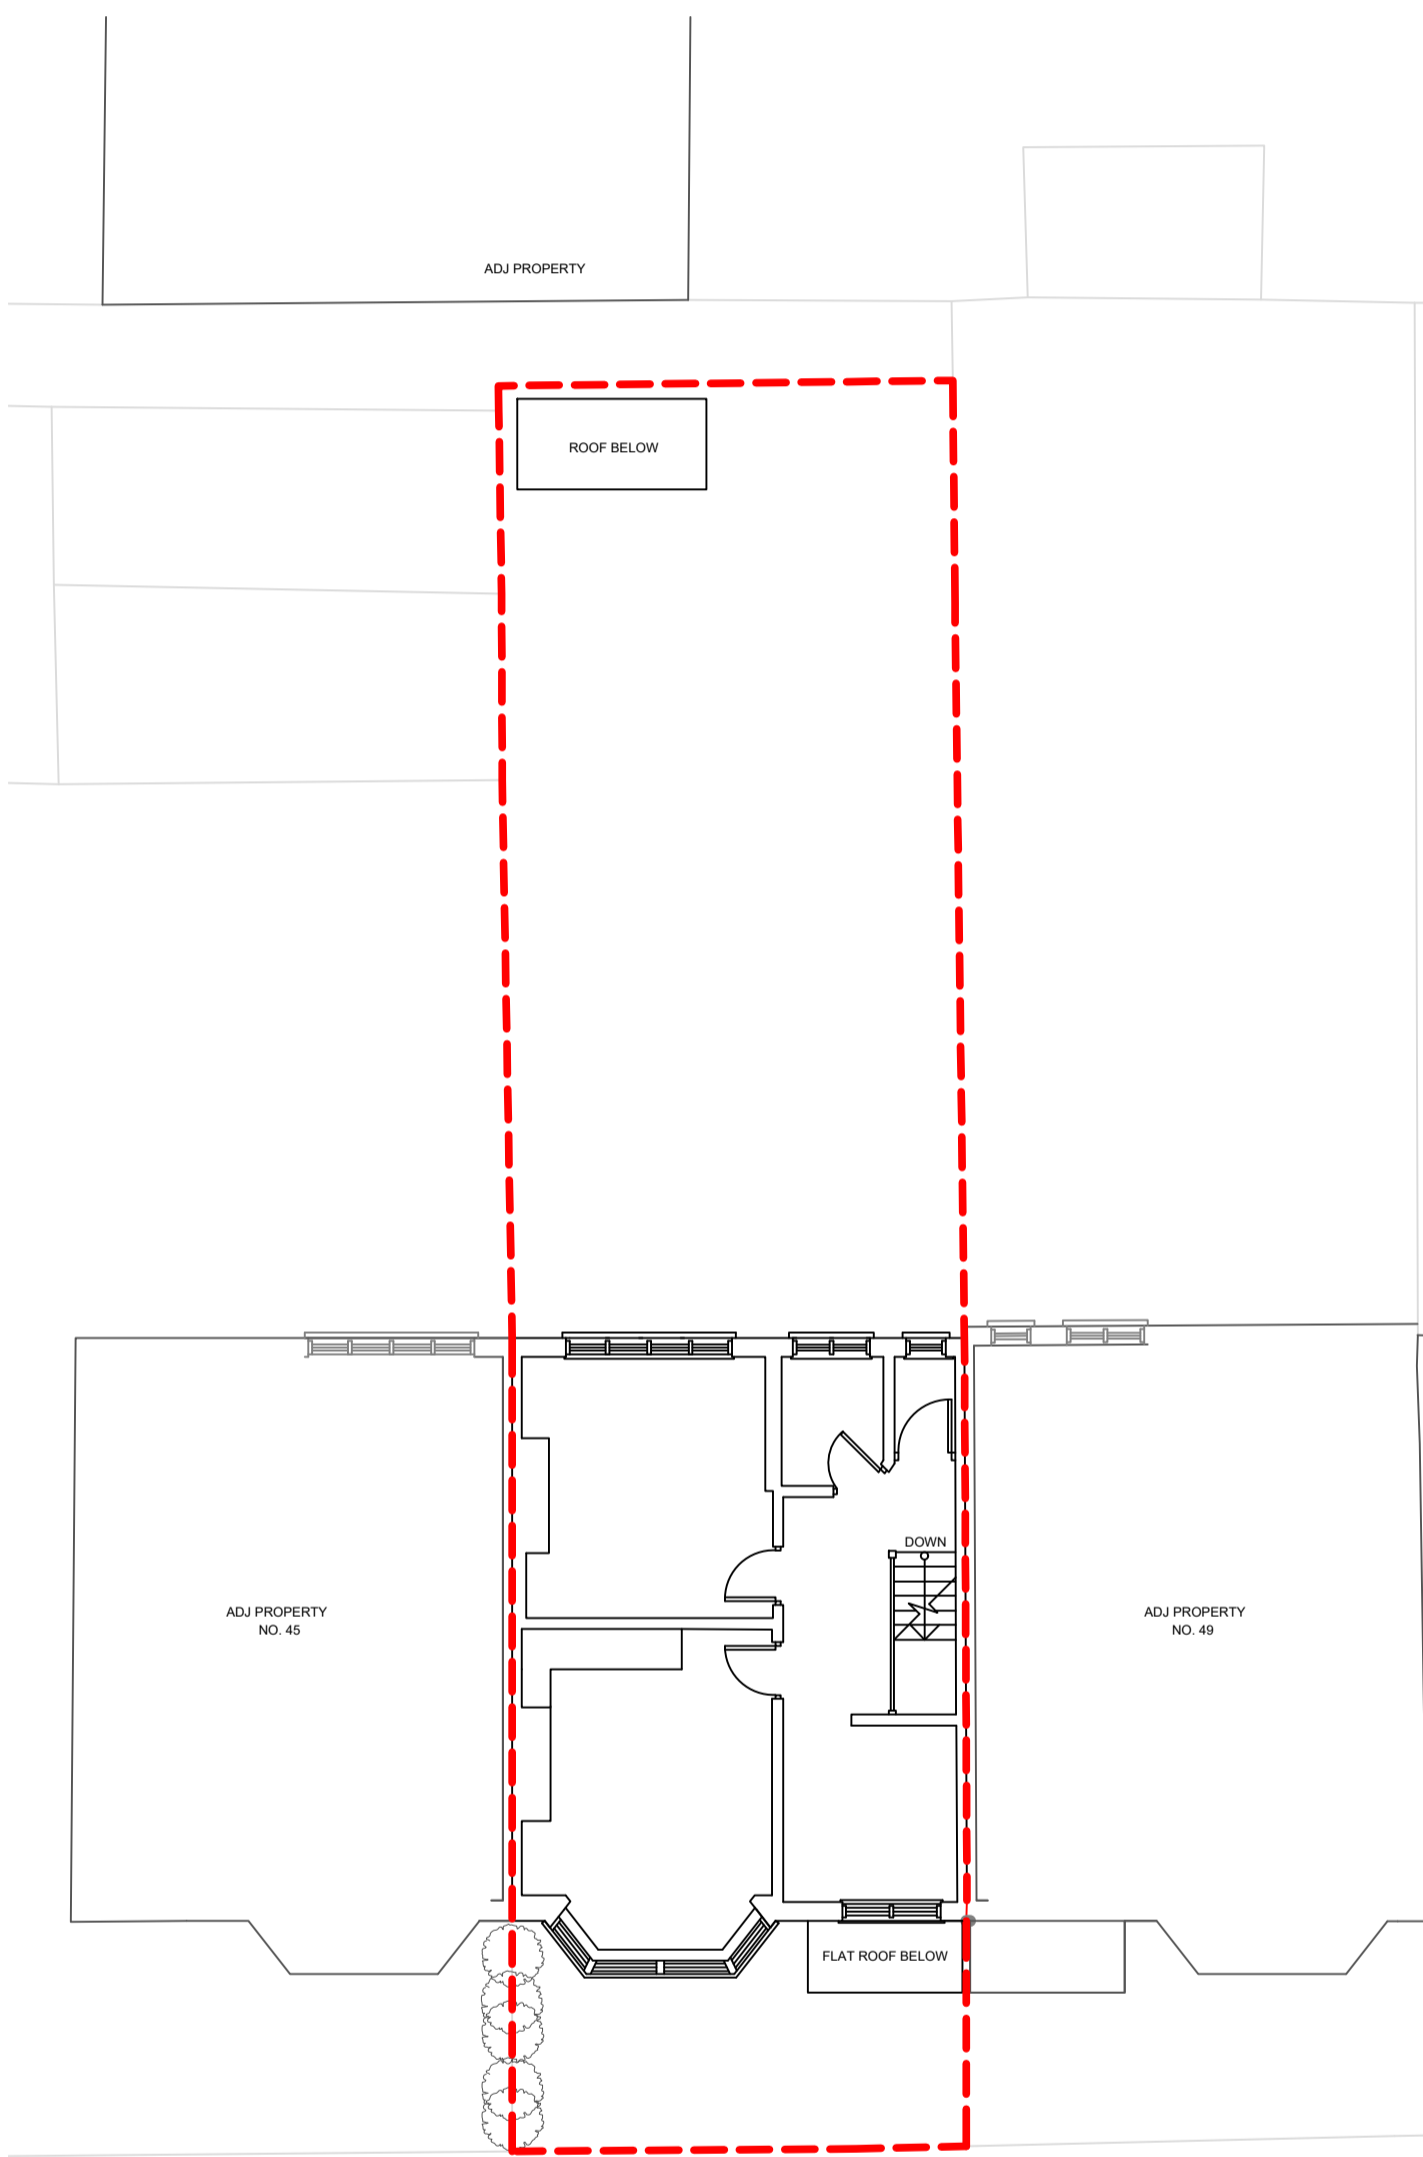 ADJ PROPERTY
ROOF BELOW
DOWN
ADJ PROPERTY
NO. 45
ADJ PROPERTY
NO. 49
FLAT ROOF BELOW